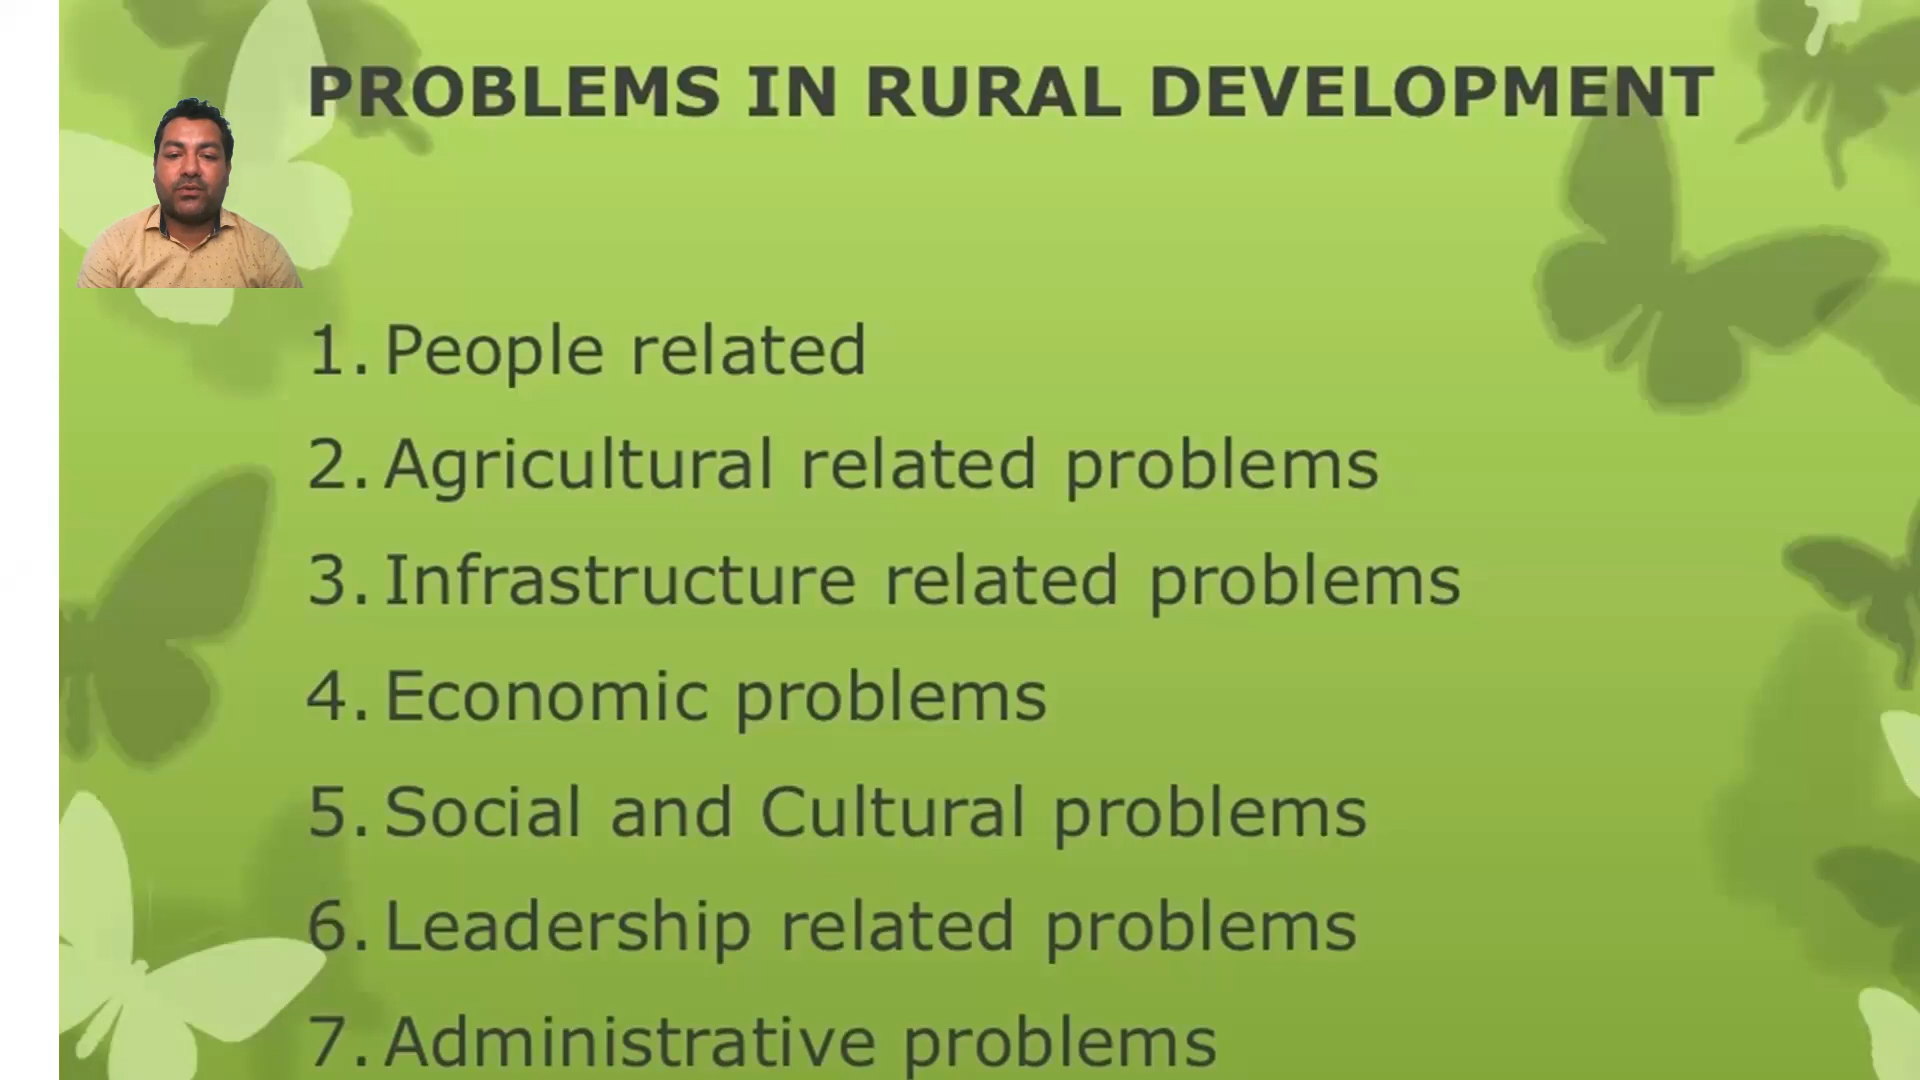 PROBLEMS IN RURAL DEVELOPMENT
1. People related
2. Agricultural related problems
3. Infrastructure related problems
4. Economic problems
5. Social and Cultural problems
6. Leadership related problems
7. Administrative problems